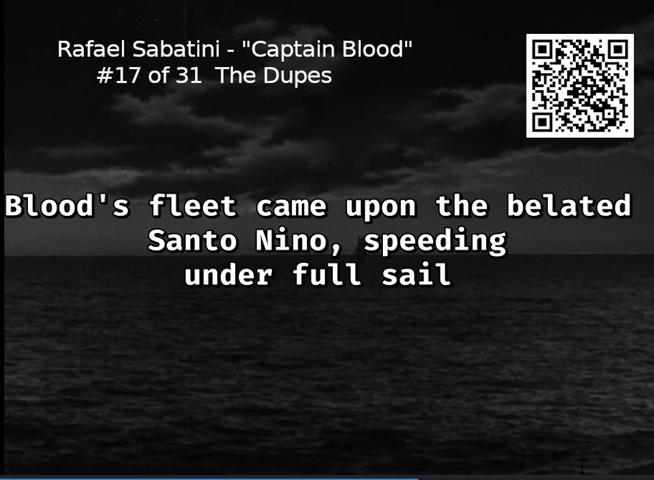 Rafael Sabatini - "Captain Blood"
#17 of 31  The Dupes
Blood's fleet came upon the belated
Santo Nino, speeding
under full sail